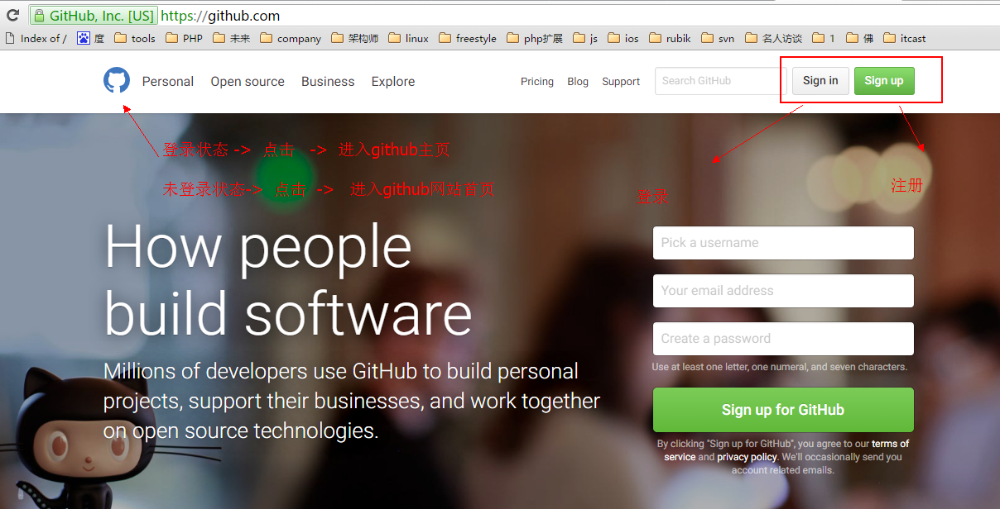 GitHub, Inc. [US] https://github.com
Index of / 度 tools PHP 未来 company 架构师 linux freestyle php扩展 js ios rubik svn 名人访谈 1 佛 itcast
Personal Open source Business Explore Pricing Blog Support Search GitHub Sign in Sign up
登录状态 -> 点击 -> 进入github主页
未登录状态-> 点击 -> 进入github网站首页
登录
注册
How people
build software
Millions of developers use GitHub to build personal
projects, support their businesses, and work together
on open source technologies.
Pick a username
Your email address
Create a password
Use at least one letter, one numeral, and seven characters.
Sign up for GitHub
By clicking "Sign up for GitHub", you agree to our terms of
service and privacy policy. We'll occasionally send you
account related emails.